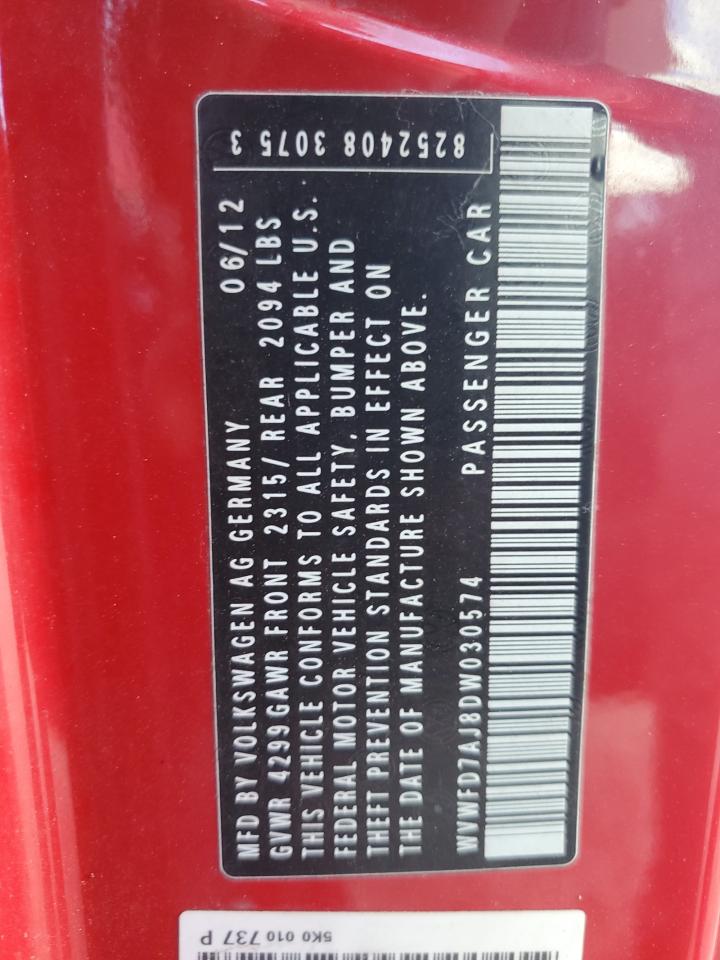 MFD BY VOLKSWAGEN AG GERMANY 06/12
GVWR 4299 GAWR FRONT 2315/ REAR 2094 LBS
THIS VEHICLE CONFORMS TO ALL APPLICABLE U.S.
FEDERAL MOTOR VEHICLE SAFETY, BUMPER AND
THEFT PREVENTION STANDARDS IN EFFECT ON
THE DATE OF MANUFACTURE SHOWN ABOVE.
WVWFD7AJ8DW030574 PASSENGER CAR
8252408 3075 3
5K0 010 737 P